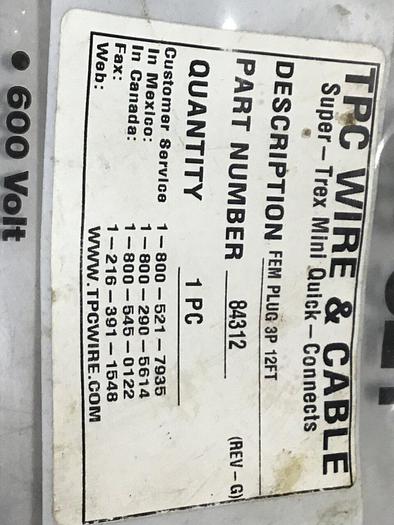 TPC WIRE & CABLE
Super-Trex Mini Quick-Connects
DESCRIPTION FEM PLUG 3P 12FT
PART NUMBER 84312 (REV-G)
QUANTITY 1 PC
Customer Service 1-800-521-7935
In Mexico: 1-800-290-5614
In Canada: 1-800-545-0122
Fax: 1-216-391-1548
Web: WWW.TPCWIRE.COM
• 600 Volt